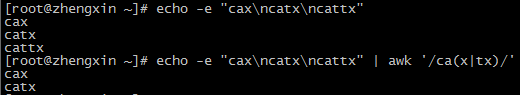 [root@zhengxin ~]# echo -e "cax\ncatx\ncattx"
cax
catx
cattx
[root@zhengxin ~]# echo -e "cax\ncatx\ncattx" | awk '/ca(x|tx)/'
cax
catx